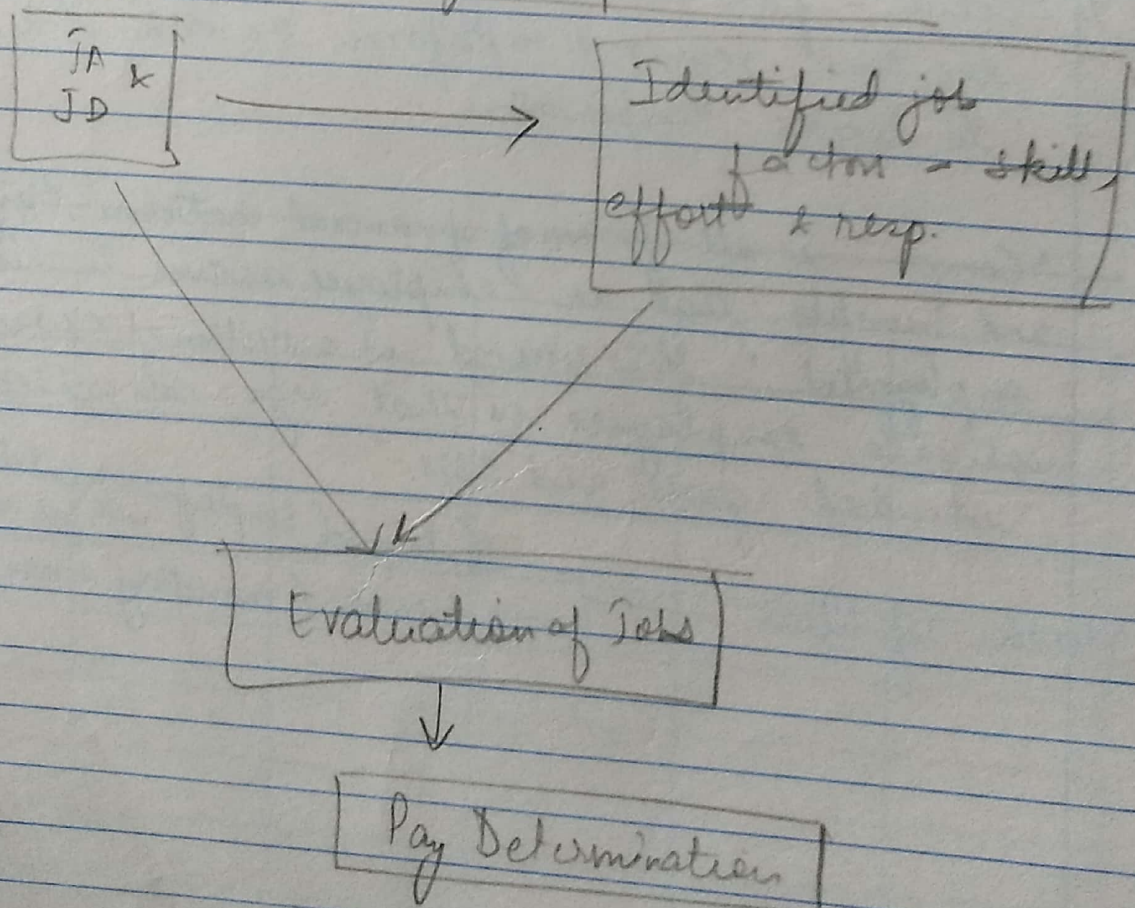 JA &
JD
Identified job
factors - skill,
effort & resp.
Evaluation of Jobs
Pay Determination